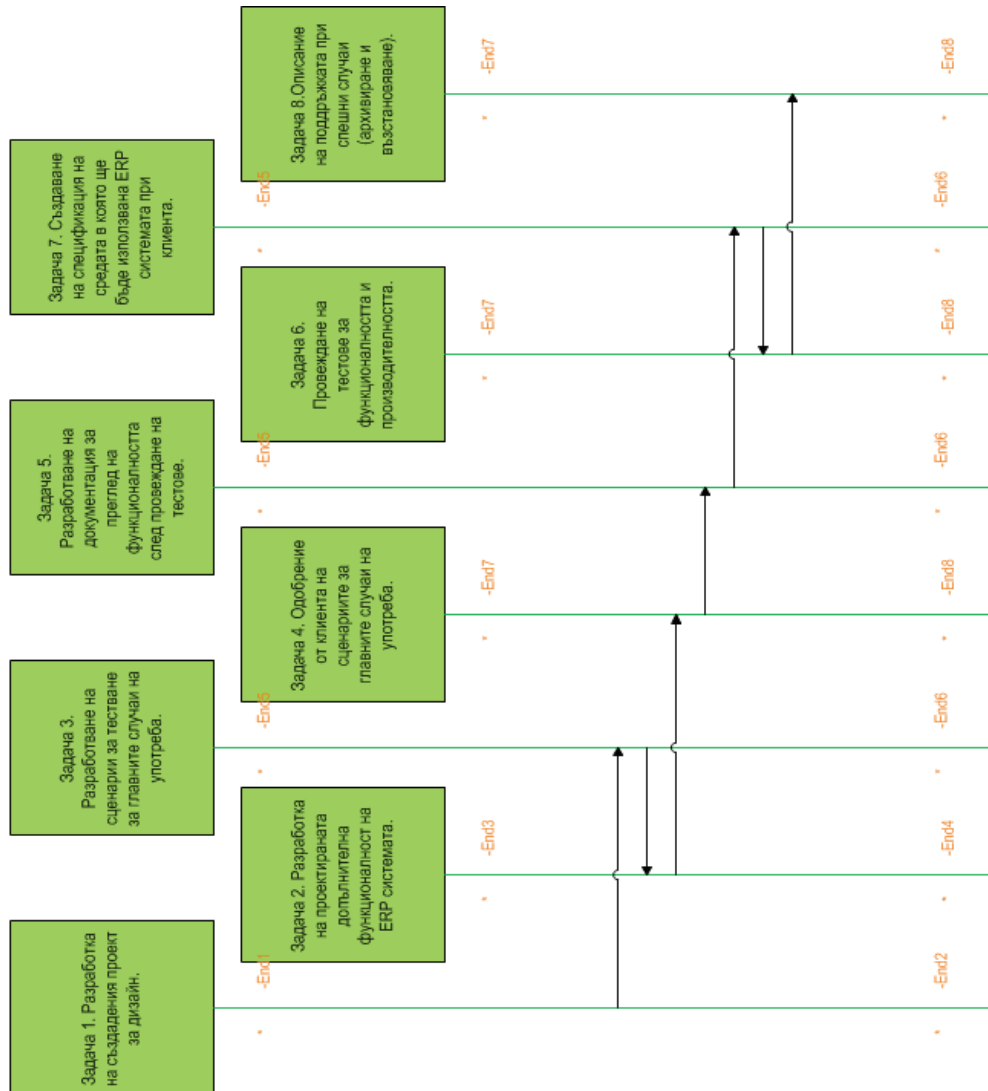 Задача 1. Разработка
на създадения проект
за дизайн.
Задача 2. Разработка
на проектираната
допълнителна
функционалност на
ERP системата.
Задача 3.
Разработване на
сценарии за тестване
за главните случаи на
употреба.
Задача 4. Одобрение
от клиента на
сценариите за
главните случаи на
употреба.
Задача 5.
Разработване на
документация за
преглед на
функционалността
след провеждане на
тестове.
Задача 6.
Провеждане на
тестове за
функционалността и
производителността.
Задача 7. Създаване
на спецификация на
средата в която ще
бъде използвана ERP
системата при
клиента.
Задача 8.Описание
на поддръжката при
спешни случаи
(архивиране и
възстановяване).
* -End1
* -End3
* -End5
* -End7
* -End5
* -End7
* -End5
* -End7
* -End2
* -End4
* -End6
* -End8
* -End6
* -End8
* -End6
* -End8